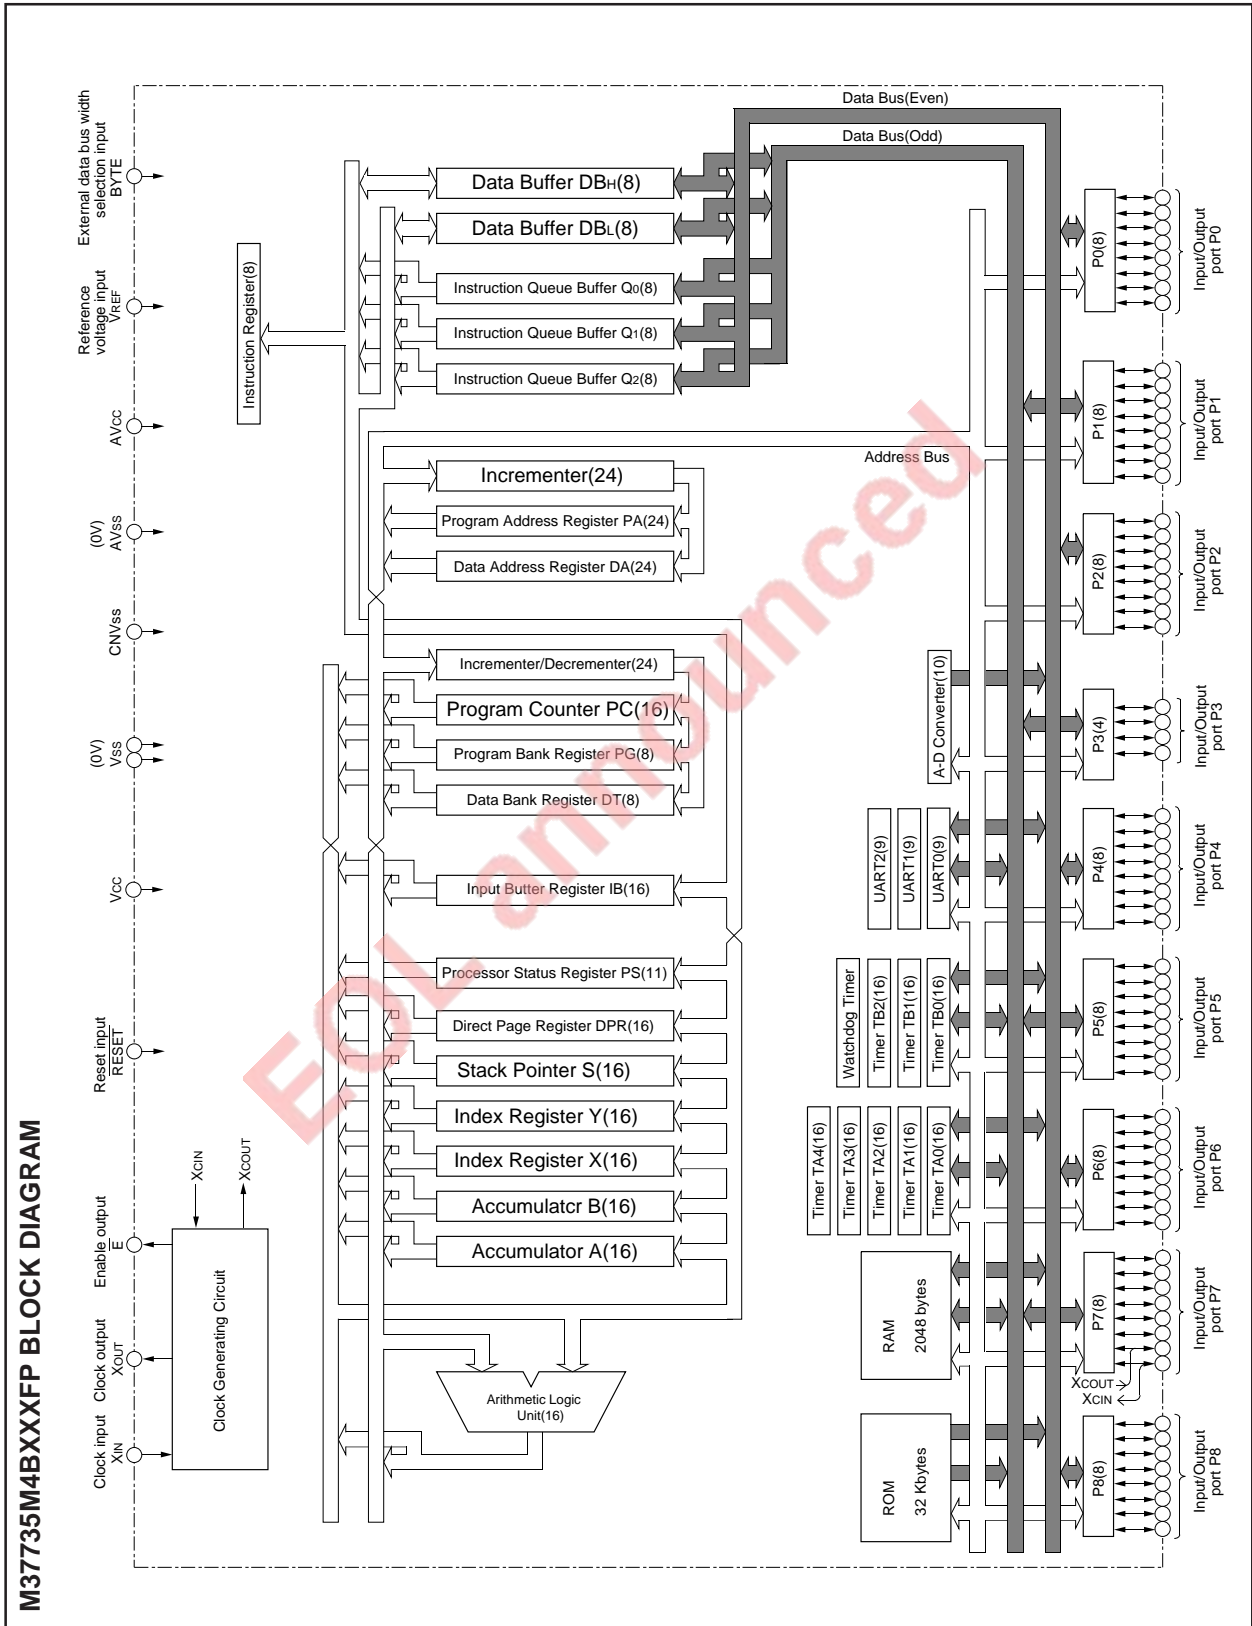 M37735M4BXXXFP BLOCK DIAGRAM
Clock input
XIN
Clock output
XOUT
Enable output
E
Reset input
RESET
VCC
(0V)
VSS
CNVSS
(0V)
AVSS
AVCC
Reference
voltage input
VREF
External data bus width
selection input
BYTE
Clock Generating Circuit
XCIN
XCOUT
Instruction Register(8)
Data Buffer DBH(8)
Data Buffer DBL(8)
Instruction Queue Buffer Q0(8)
Instruction Queue Buffer Q1(8)
Instruction Queue Buffer Q2(8)
Incrementer(24)
Program Address Register PA(24)
Data Address Register DA(24)
Incrementer/Decrementer(24)
Program Counter PC(16)
Program Bank Register PG(8)
Data Bank Register DT(8)
Input Butter Register IB(16)
Processor Status Register PS(11)
Direct Page Register DPR(16)
Stack Pointer S(16)
Index Register Y(16)
Index Register X(16)
Accumulatcr B(16)
Accumulator A(16)
Arithmetic Logic
Unit(16)
Data Bus(Even)
Data Bus(Odd)
Address Bus
ROM
32 Kbytes
RAM
2048 bytes
Timer TA4(16)
Timer TA3(16)
Timer TA2(16)
Timer TA1(16)
Timer TA0(16)
Watchdog Timer
Timer TB2(16)
Timer TB1(16)
Timer TB0(16)
UART2(9)
UART1(9)
UART0(9)
A-D Converter(10)
XCOUT
XCIN
P8(8)
P7(8)
P6(8)
P5(8)
P4(8)
P3(4)
P2(8)
P1(8)
P0(8)
Input/Output
port P8
Input/Output
port P7
Input/Output
port P6
Input/Output
port P5
Input/Output
port P4
Input/Output
port P3
Input/Output
port P2
Input/Output
port P1
Input/Output
port P0
EOL announced